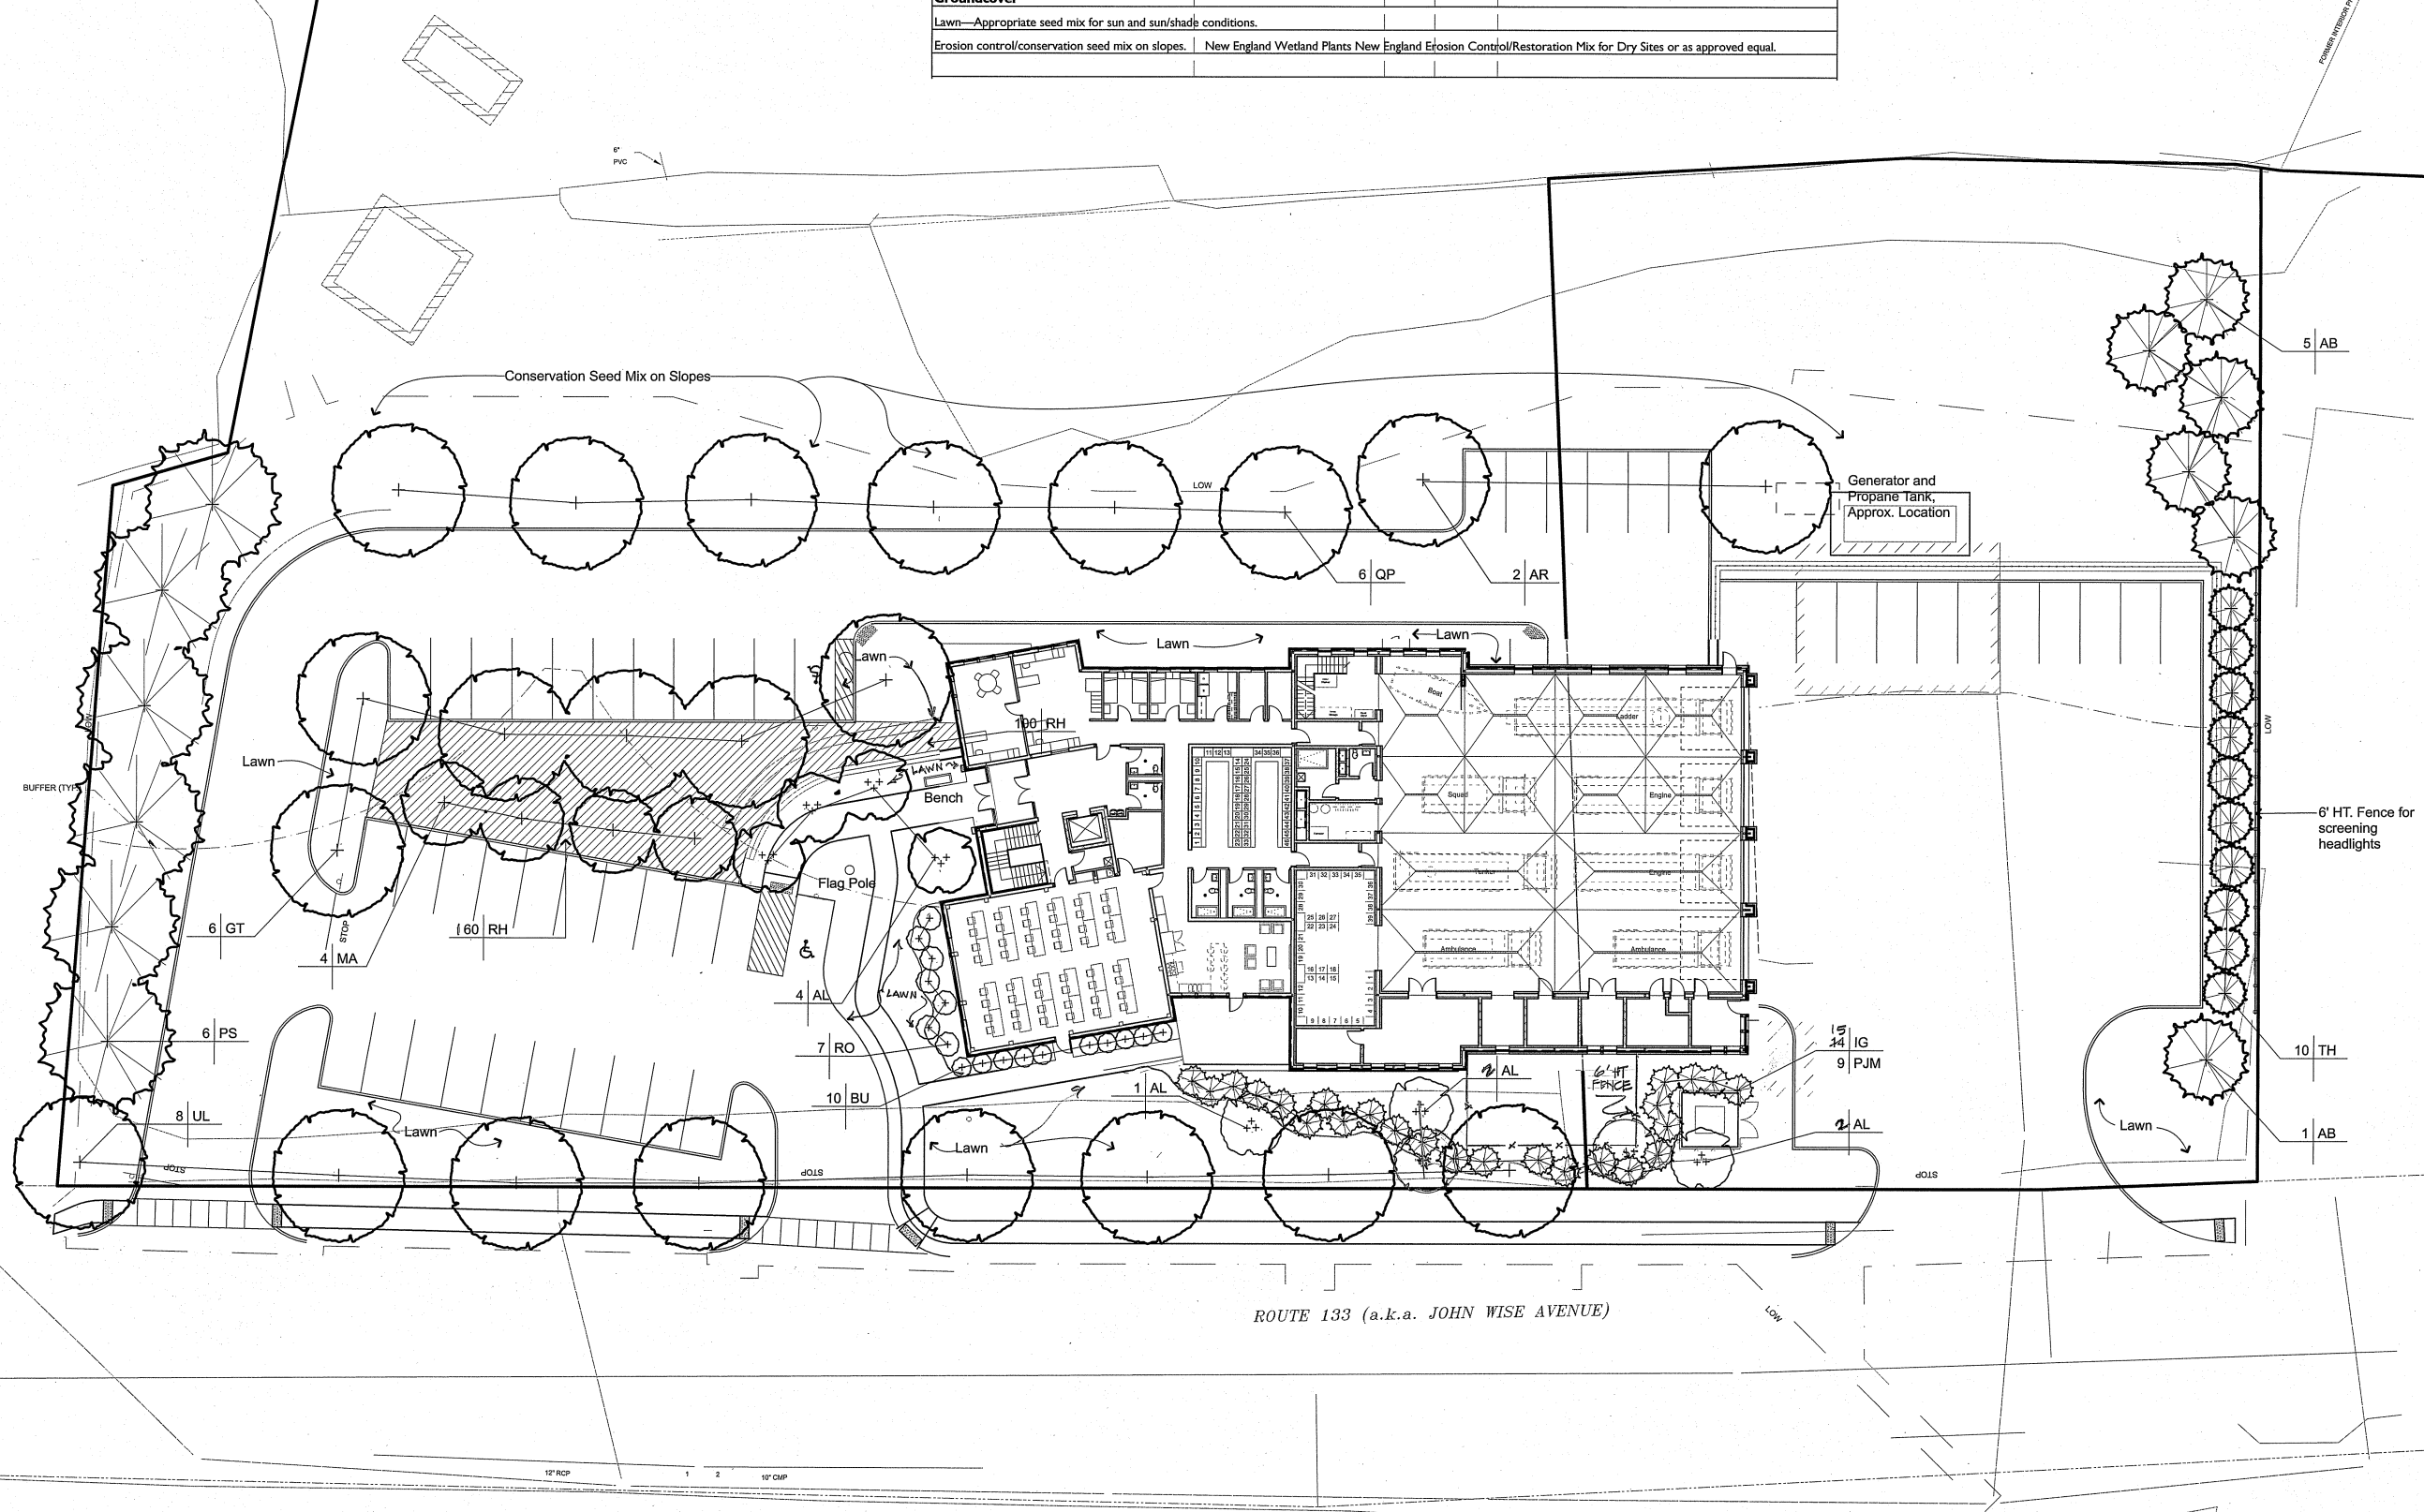 Groundcover
Lawn—Appropriate seed mix for sun and sun/shade conditions.
Erosion control/conservation seed mix on slopes. New England Wetland Plants New England Erosion Control/Restoration Mix for Dry Sites or as approved equal.
6"
PVC
5 AB
Conservation Seed Mix on Slopes
LOW
Generator and
Propane Tank,
Approx. Location
6 QP
2 AR
Lawn
Lawn
Lawn
Boat
Ladder
100 RH
LOW
LOW
Lawn
LAWN
Bench
BUFFER (TYP
Squad
Engine
6' HT. Fence for
screening
headlights
Flag Pole
Tanker
Engine
6 GT
STOP
160 RH
4 MA
Ambulance
Ambulance
4 AL
LAWN
6 PS
7 RO
15
14 IG
9 PJM
10 TH
2 AL
6' HT
FENCE
1 AL
10 BU
8 UL
Lawn
Lawn
2 AL
Lawn
1 AB
STOP
STOP
STOP
ROUTE 133 (a.k.a. JOHN WISE AVENUE)
LOW
12" RCP
1 2
10" CMP